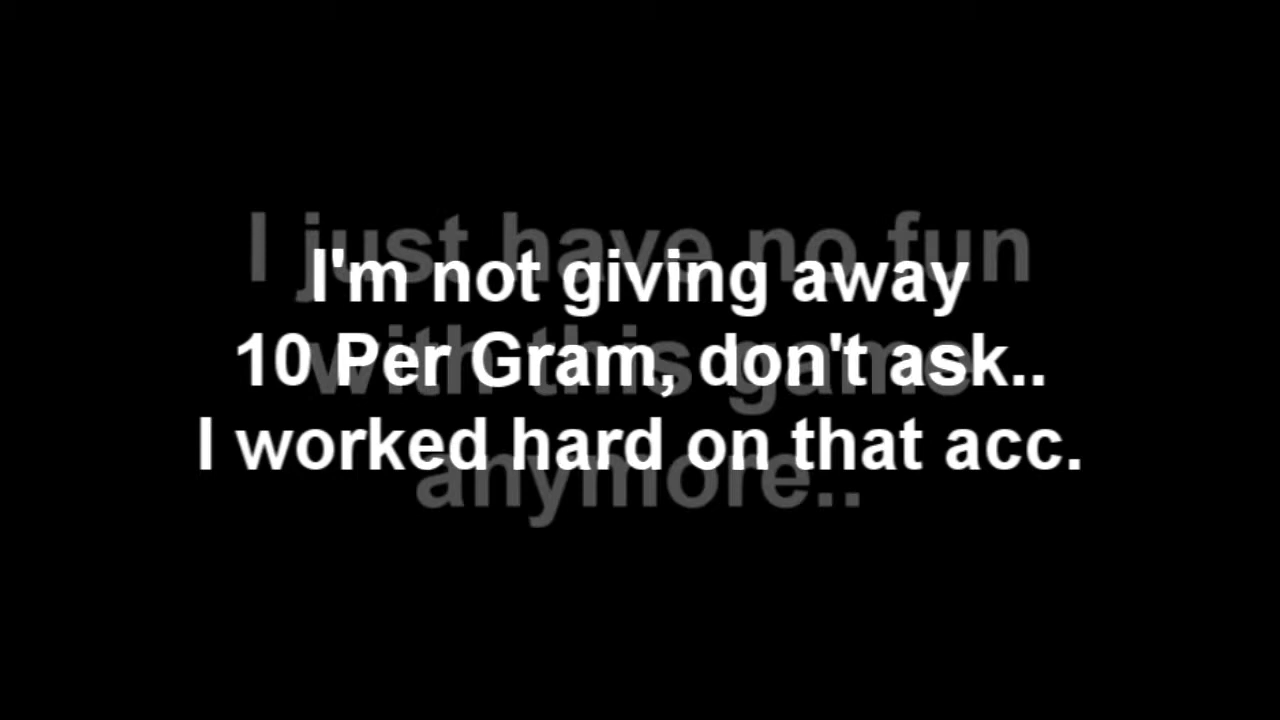 I just have no fun
with this game
anymore..
I'm not giving away
10 Per Gram, don't ask..
I worked hard on that acc.